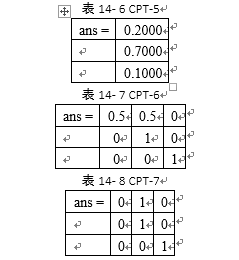 表 14- 6 CPT-5
ans = 0.2000
0.7000
0.1000
表 14- 7 CPT-6
ans = 0.5 0.5 0
0 1 0
0 0 1
表 14- 8 CPT-7
ans = 0 1 0
0 1 0
0 0 1